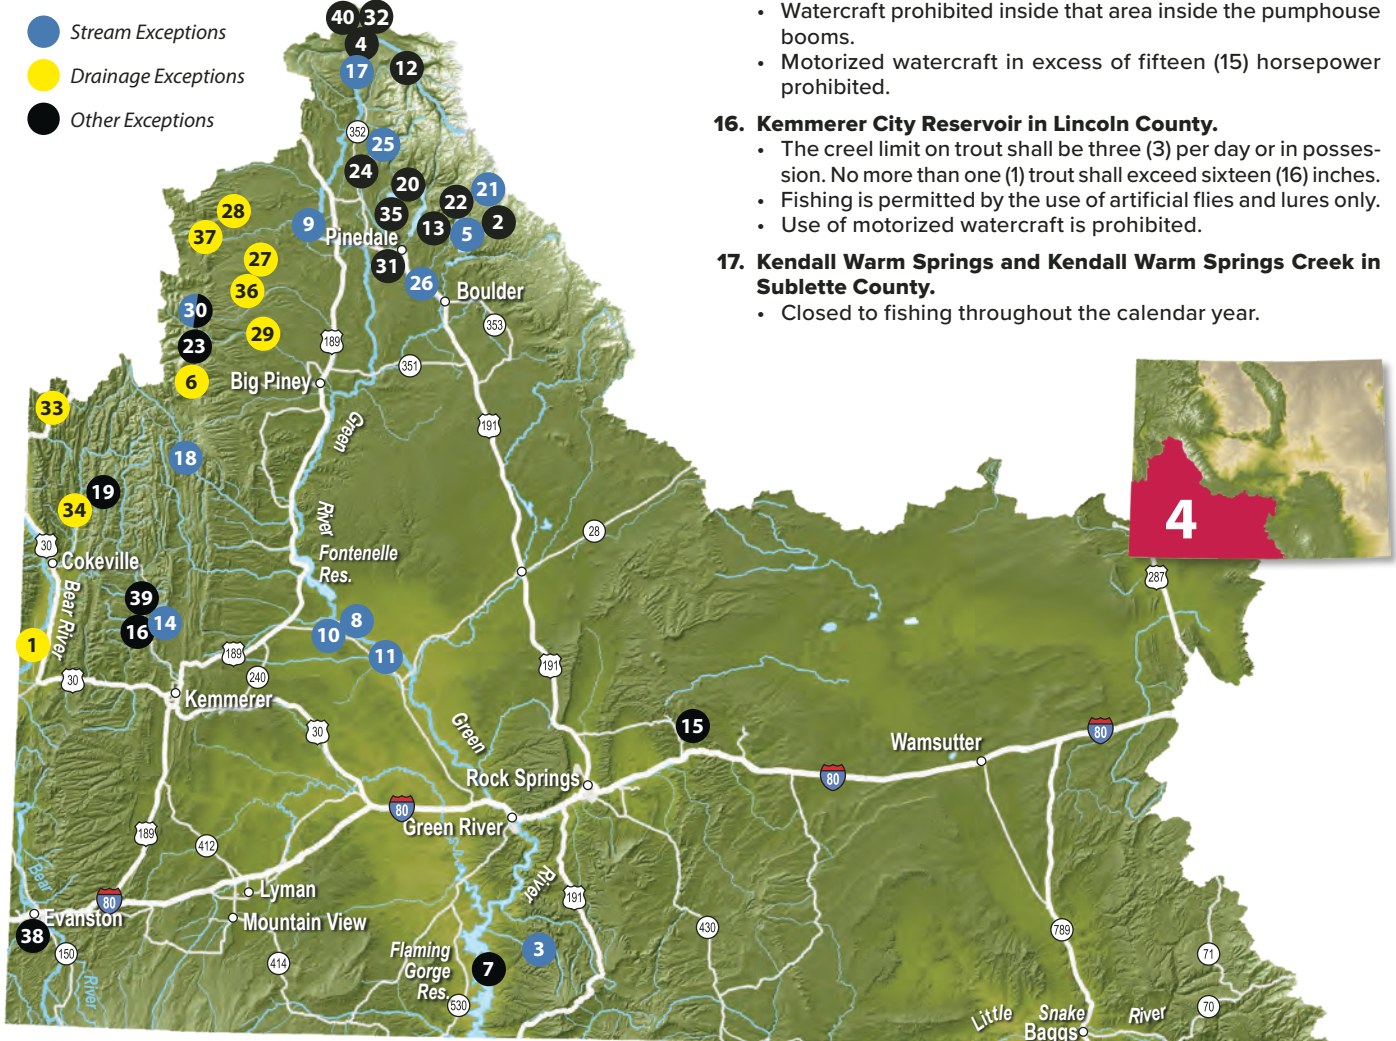 Stream Exceptions
Drainage Exceptions
Other Exceptions
• Watercraft prohibited inside that area inside the pumphouse
booms.
• Motorized watercraft in excess of fifteen (15) horsepower
prohibited.
16. Kemmerer City Reservoir in Lincoln County.
• The creel limit on trout shall be three (3) per day or in posses-
sion. No more than one (1) trout shall exceed sixteen (16) inches.
• Fishing is permitted by the use of artificial flies and lures only.
• Use of motorized watercraft is prohibited.
17. Kendall Warm Springs and Kendall Warm Springs Creek in
Sublette County.
• Closed to fishing throughout the calendar year.
40
32
4
17
12
352
25
24
20
21
22
35
2
28
9
13
5
37
Pinedale
27
31
26
36
Boulder
30
353
29
189
23
351
6
Big Piney
33
Green
191
18
19
34
River
28
30
Cokeville
Fontenelle
Res.
4
287
Bear River
39
16
14
8
10
1
11
189
240
191
30
Kemmerer
30
Green
15
80
Wamsutter
Rock Springs
80
80
Green River
189
412
Bear
80
Lyman
River
191
Evanston
Mountain View
38
150
430
789
3
Flaming
Gorge
Res.
7
414
71
River
530
70
Little
Snake
River
Baggs